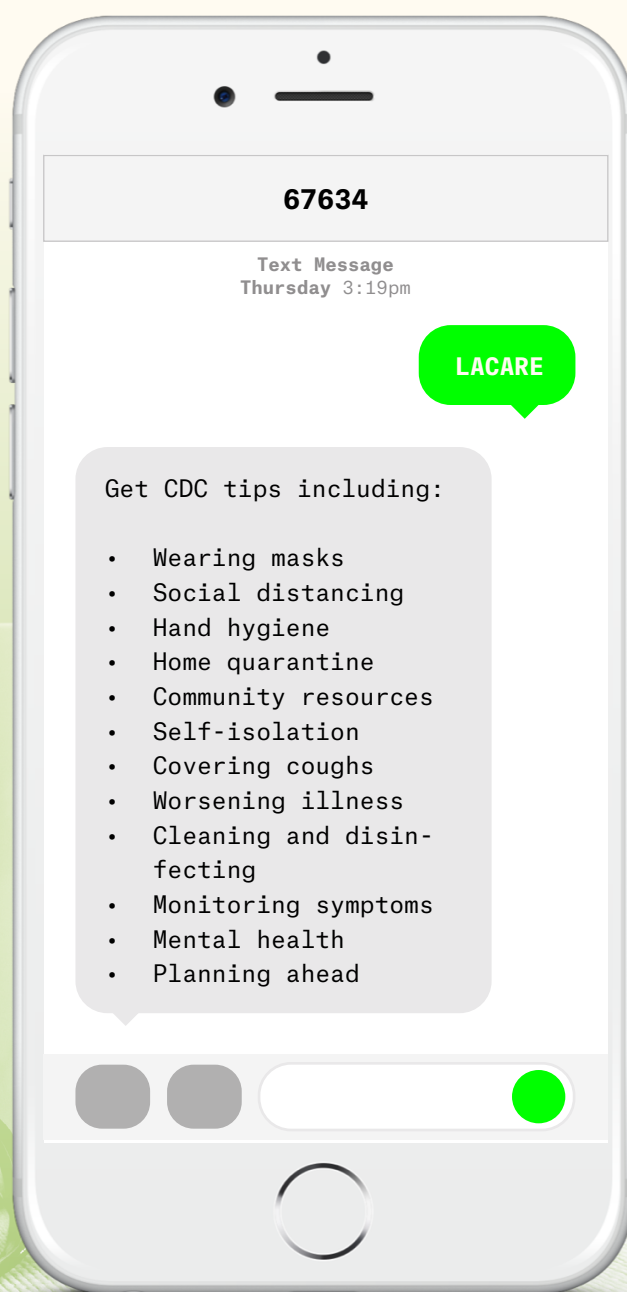 67634
Text Message
Thursday 3:19pm
LACARE
Get CDC tips including:
• Wearing masks
• Social distancing
• Hand hygiene
• Home quarantine
• Community resources
• Self-isolation
• Covering coughs
• Worsening illness
• Cleaning and disin-
fecting
• Monitoring symptoms
• Mental health
• Planning ahead